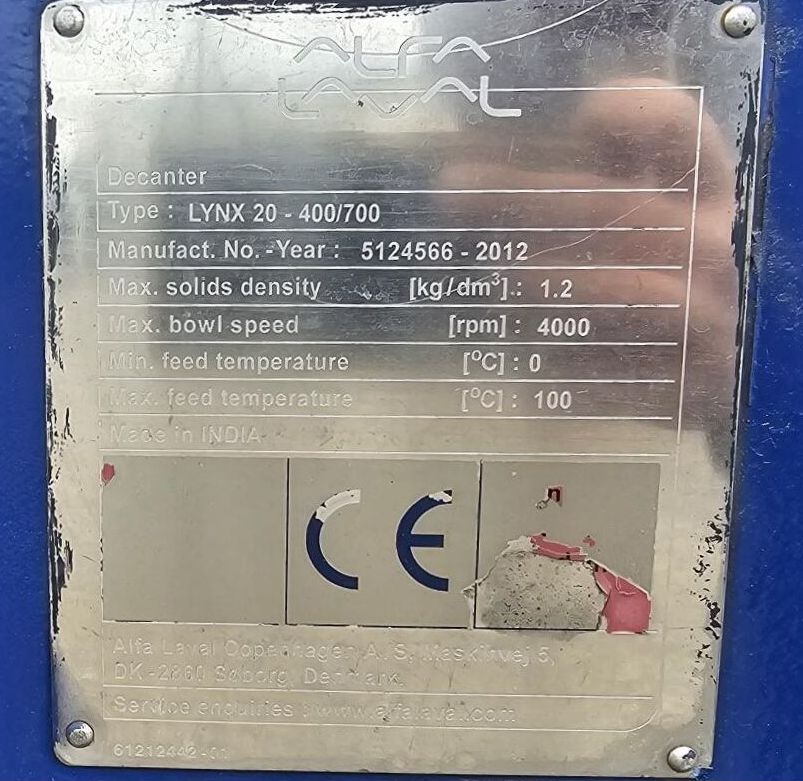 ALFA
LAVAL
Decanter
Type : LYNX 20 - 400/700
Manufact. No. -Year : 5124566 - 2012
Max. solids density [kg/dm³] : 1.2
Max. bowl speed [rpm] : 4000
Min. feed temperature [°C] : 0
Max. feed temperature [°C] : 100
Made in INDIA
CE
Alfa Laval Copenhagen A/S, Maskinvej 5,
DK-2860 Søborg, Denmark.
Service enquiries : www.alfalaval.com